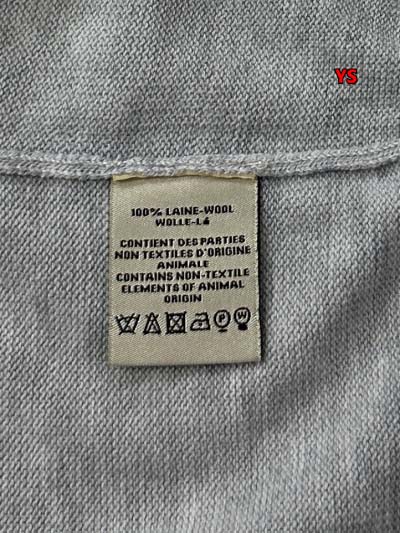 YS
100% LAINE-WOOL
WOLLE-Lá
CONTIENT DES PARTIES
NON TEXTILES D'ORIGINE
ANIMALE
CONTAINS NON-TEXTILE
ELEMENTS OF ANIMAL
ORIGIN
P W